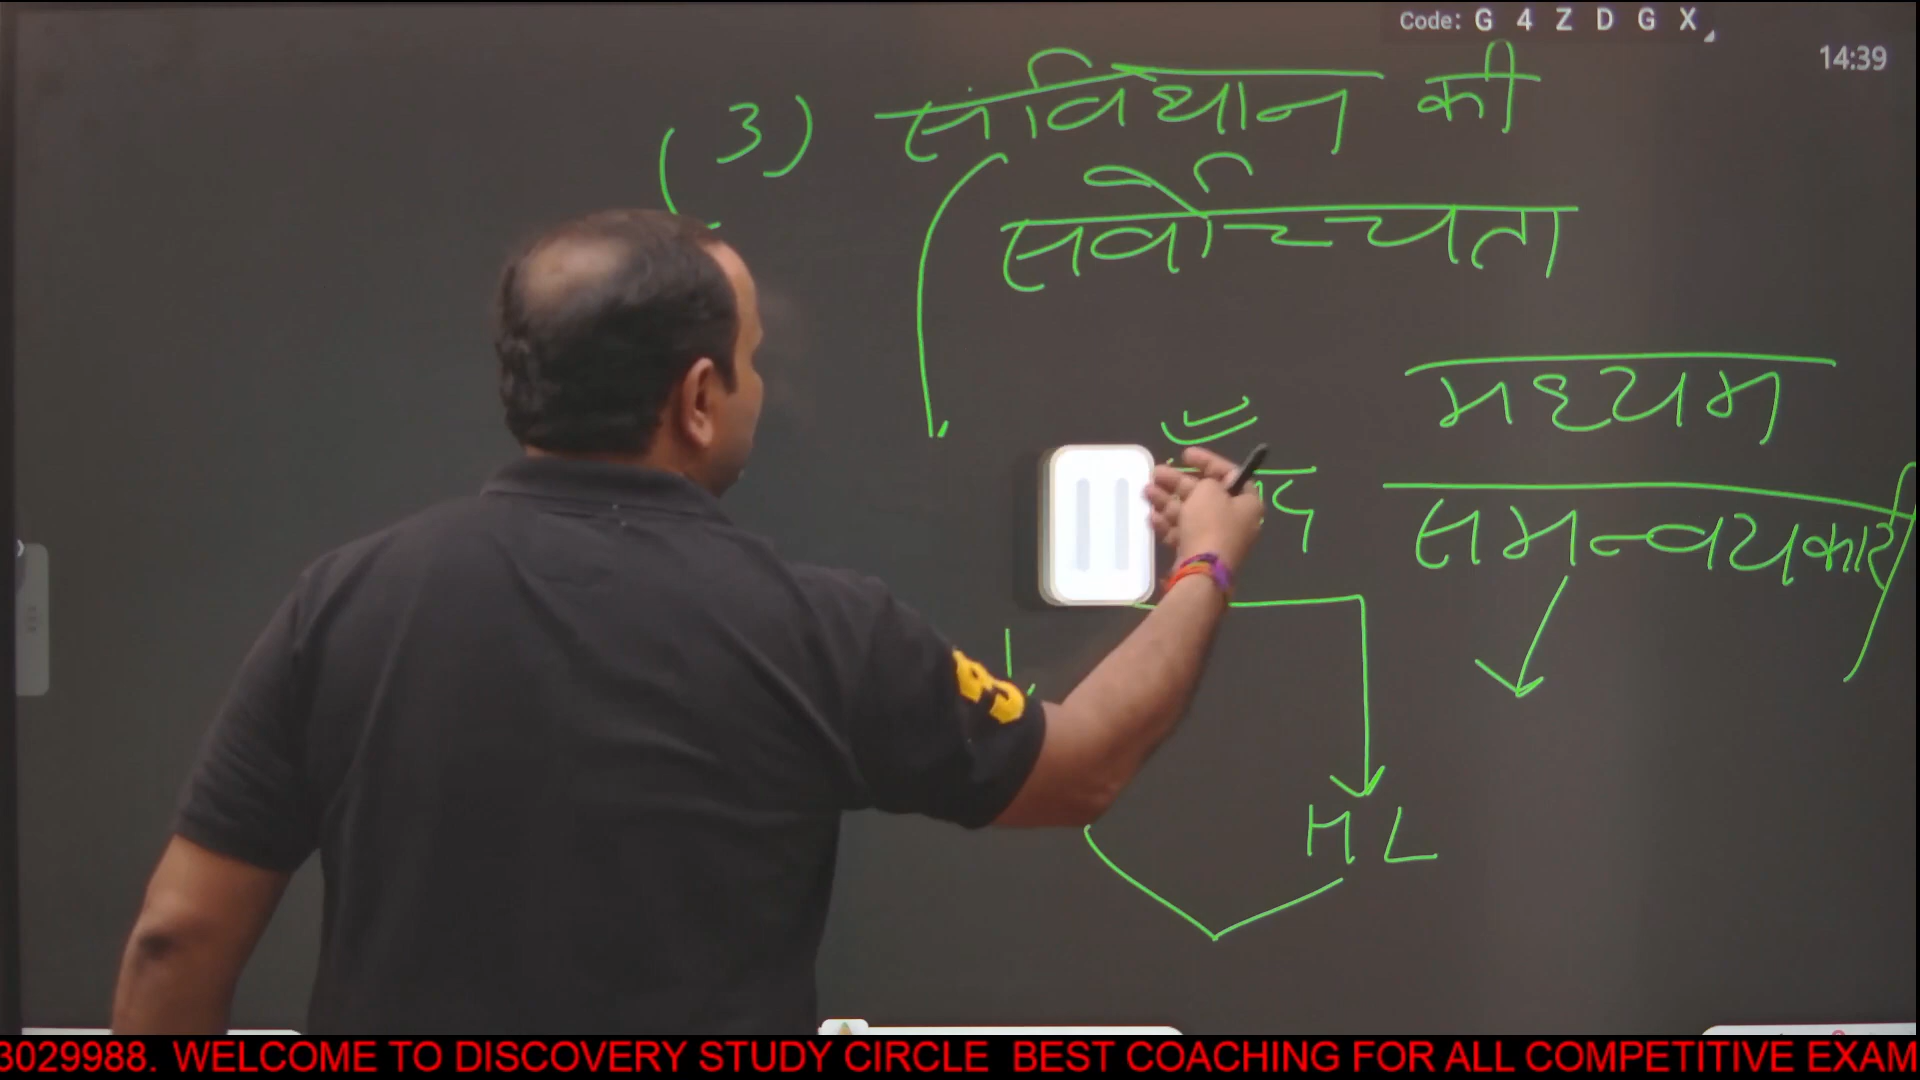 Code: G 4 Z D G X
14:39
(3) संविधान की
सर्वोच्चता
मध्यम
समन्वयकारी
HL
3029988. WELCOME TO DISCOVERY STUDY CIRCLE BEST COACHING FOR ALL COMPETITIVE EXAM